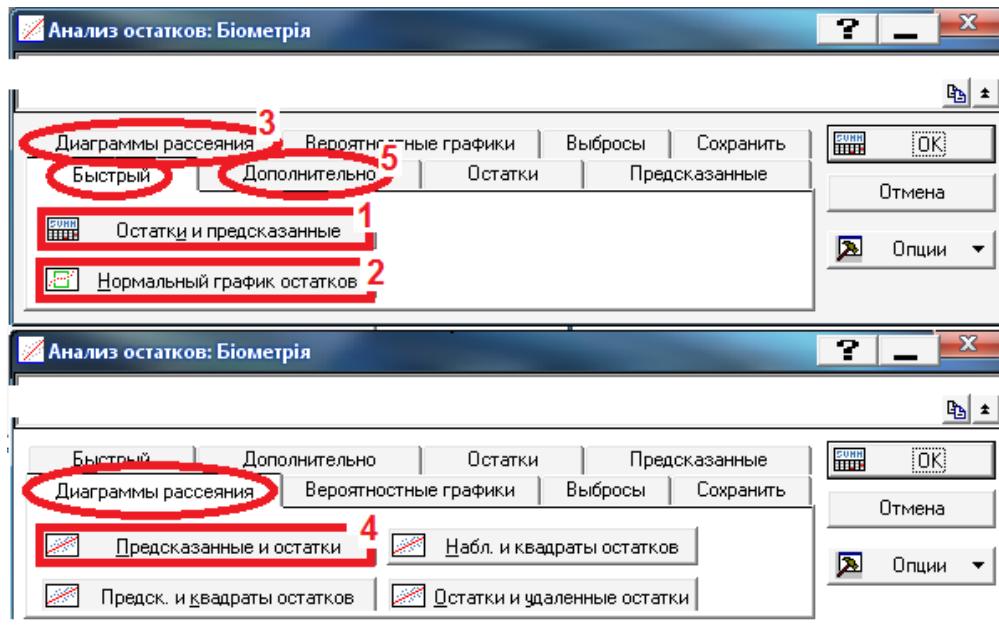 Анализ остатков: Біометрія
?
3
Диаграммы рассеяния Вероятностные графики Выбросы Сохранить
OK
5
Быстрый Дополнительно Остатки Предсказанные
Отмена
1
Остатки и предсказанные
Опции
2
Нормальный график остатков
Анализ остатков: Біометрія
?
Быстрый Дополнительно Остатки Предсказанные
OK
Диаграммы рассеяния Вероятностные графики Выбросы Сохранить
Отмена
4
Предсказанные и остатки Набл. и квадраты остатков
Опции
Предск. и квадраты остатков Остатки и удаленные остатки